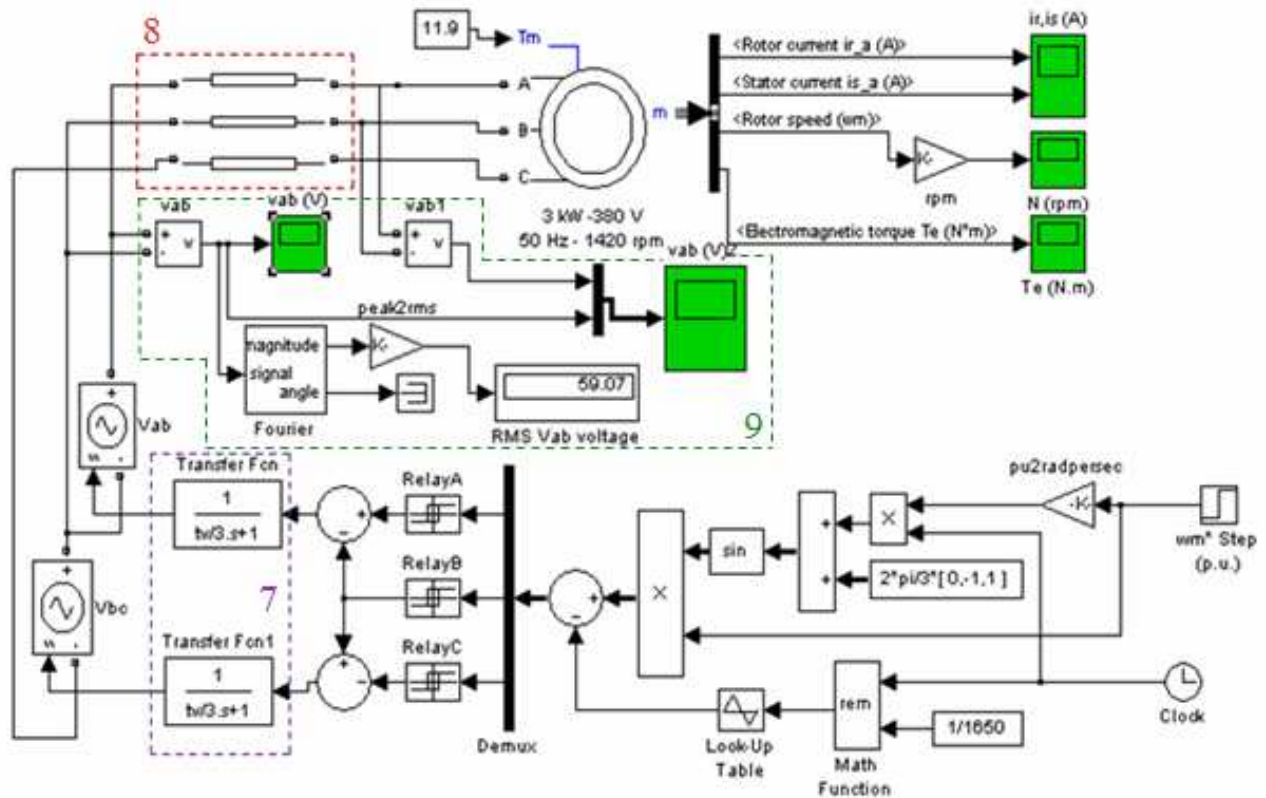 ir,is (A)
8
11.9
Tm
<Rotor current ir_a (A)>
A
<Stator current is_a (A)>
m
<Rotor speed (wm)>
B
C
rpm
N (rpm)
vab
vab (V)
vab1
3 kW -380 V
50 Hz - 1420 rpm
<Electromagnetic torque Te (N*m)>
+
-
v
+
-
v
vab (V)2
Te (N.m)
peak2rms
magnitude
signal
angle
K-
K-
59.07
Fourier
RMS Vab voltage
9
+
-
Vab
Transfer Fcn
1
tv/3.s+1
RelayA
+
-
pu2radpersec
-K-
wm* Step
(p.u.)
×
sin
+
+
2*pi/3*[ 0,-1,1 ]
7
RelayB
+
-
×
+
-
Vbc
Transfer Fcn1
1
tv/3.s+1
RelayC
+
-
rem
Clock
1/1650
Demux
Look-Up
Table
Math
Function